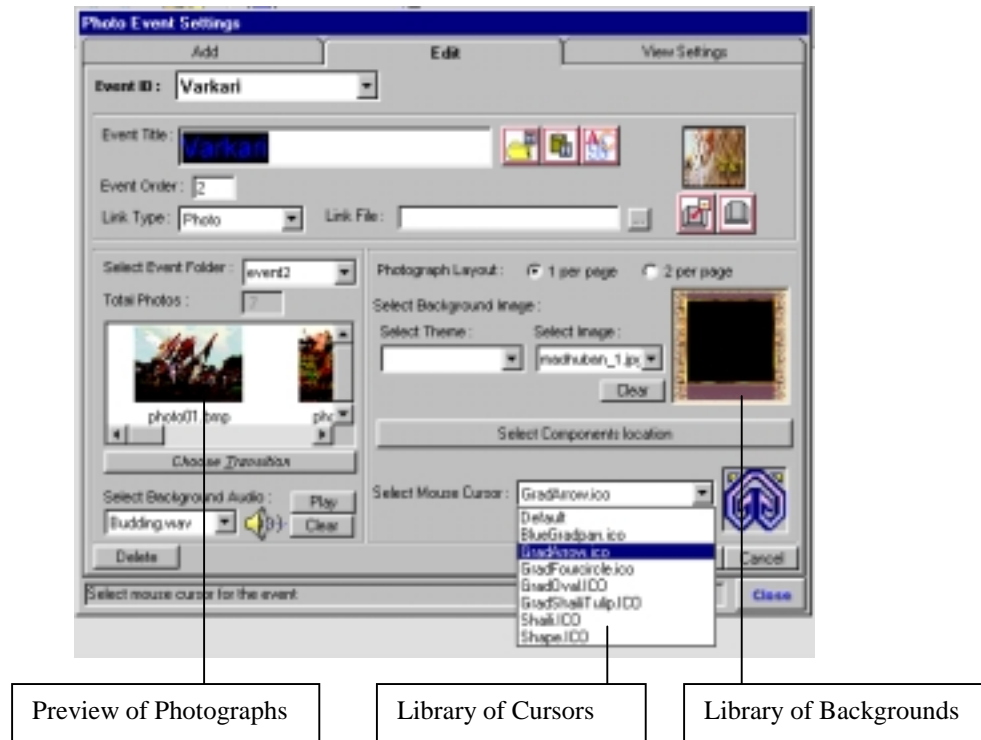 Photo Event Settings
Add Edit View Settings
Event ID : Varkari
Event Title : Varkari
Event Order : 2
Link Type : Photo Link File : ...
Select Event Folder : event2
Total Photos : 7
photo01.bmp pho
Choose Transition
Select Background Audio : Play
Budding.wav Clear
Delete
Photograph Layout : 1 per page 2 per page
Select Background Image :
Select Theme : Select Image :
madhuban_1.jpg
Clear
Select Components location
Select Mouse Cursor : GradArrow.ico
Default
BlueGradpan.ico
GradArrow.ico
GradFourcircle.ico
GradOval.ICO
GradShailiTulip.ICO
Shaili.ICO
Shape.ICO
Cancel
Select mouse cursor for the event Close
Preview of Photographs Library of Cursors Library of Backgrounds